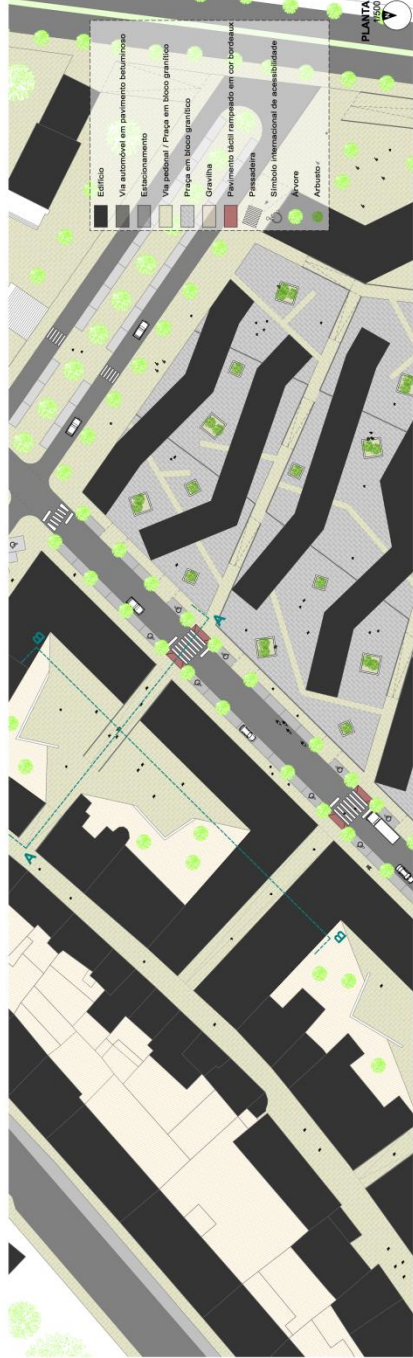 PLANTA
1/500
N
Edifício
Via automóvel em pavimento betuminoso
Estacionamento
Via pedonal / Praça em bloco granítico
Praça em bloco granítico
Gravilha
Pavimento táctil rampeado em cor bordeaux
Passadeira
Símbolo internacional de acessibilidade
Árvore
Arbusto
A
A
B
B